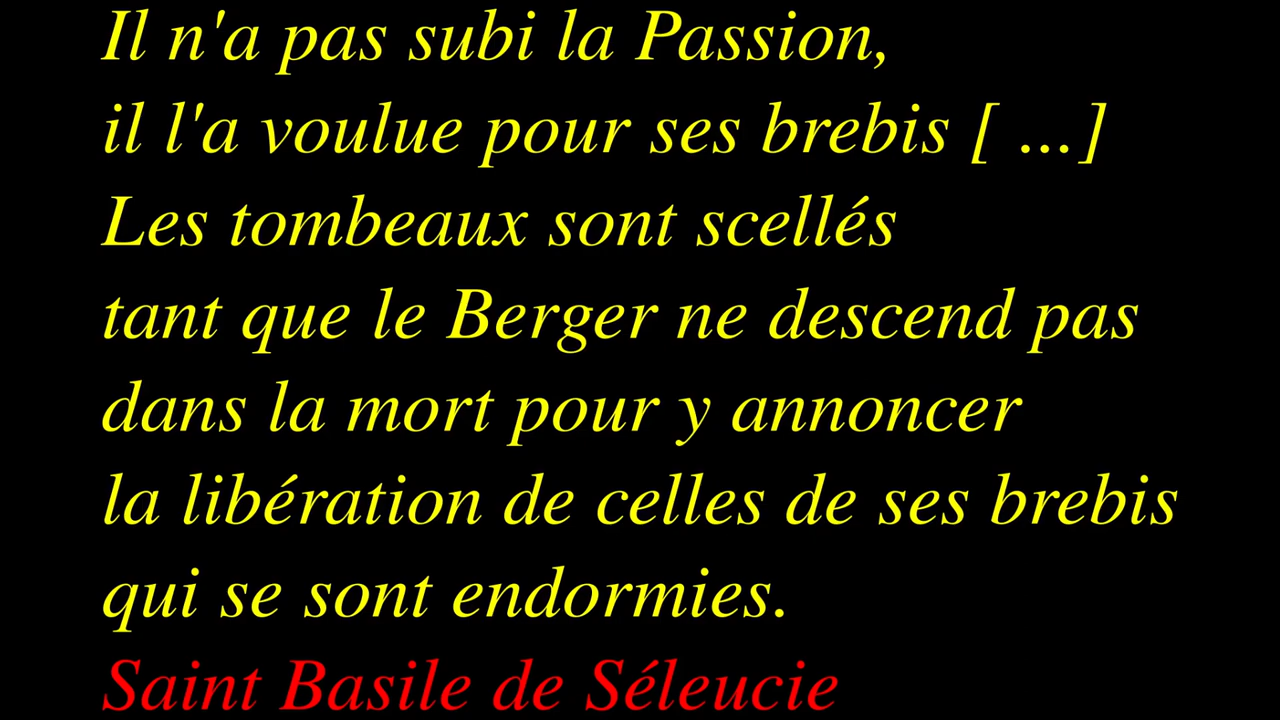 Il n'a pas subi la Passion,
il l'a voulue pour ses brebis [ ...]
Les tombeaux sont scellés
tant que le Berger ne descend pas
dans la mort pour y annoncer
la libération de celles de ses brebis
qui se sont endormies.
Saint Basile de Séleucie